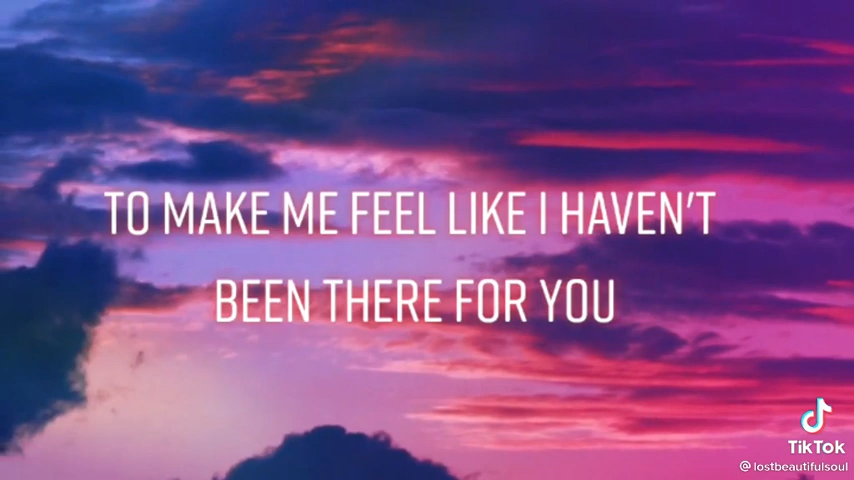 TO MAKE ME FEEL LIKE I HAVEN'T
BEEN THERE FOR YOU
TikTok
@lostbeautifulsoul